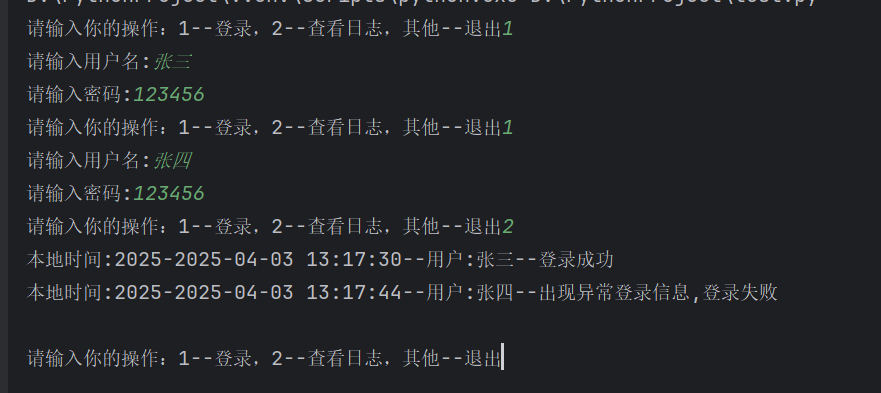 请输入你的操作：1--登录，2--查看日志，其他--退出1
请输入用户名:张三
请输入密码:123456
请输入你的操作：1--登录，2--查看日志，其他--退出1
请输入用户名:张四
请输入密码:123456
请输入你的操作：1--登录，2--查看日志，其他--退出2
本地时间:2025-2025-04-03 13:17:30--用户:张三--登录成功
本地时间:2025-2025-04-03 13:17:44--用户:张四--出现异常登录信息,登录失败
请输入你的操作：1--登录，2--查看日志，其他--退出